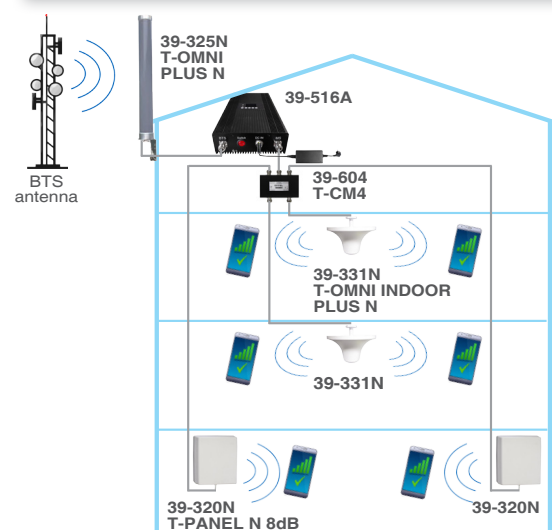 39-325N
T-OMNI
PLUS N
39-516A
BTS
antenna
39-604
T-CM4
39-331N
T-OMNI INDOOR
PLUS N
39-331N
39-320N
T-PANEL N 8dB
39-320N